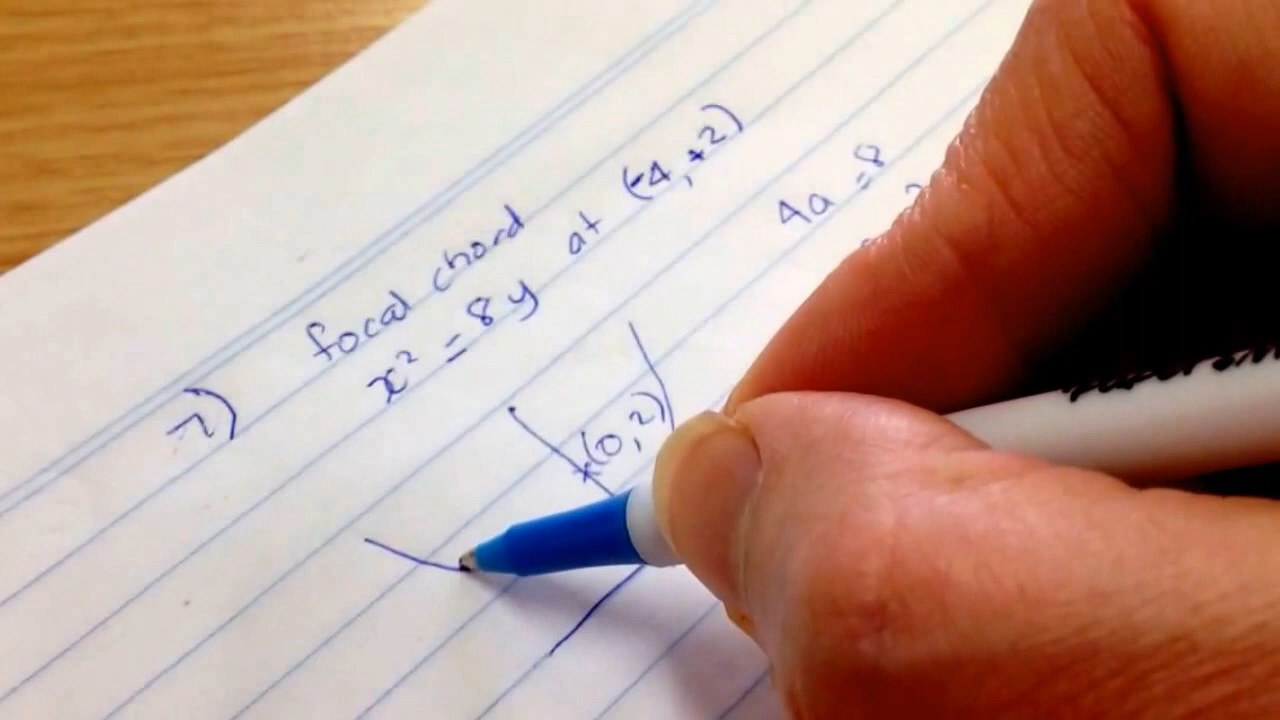 7) focal chord
x² = 8y at (-4, +2)
4a = 8
(0, 2)